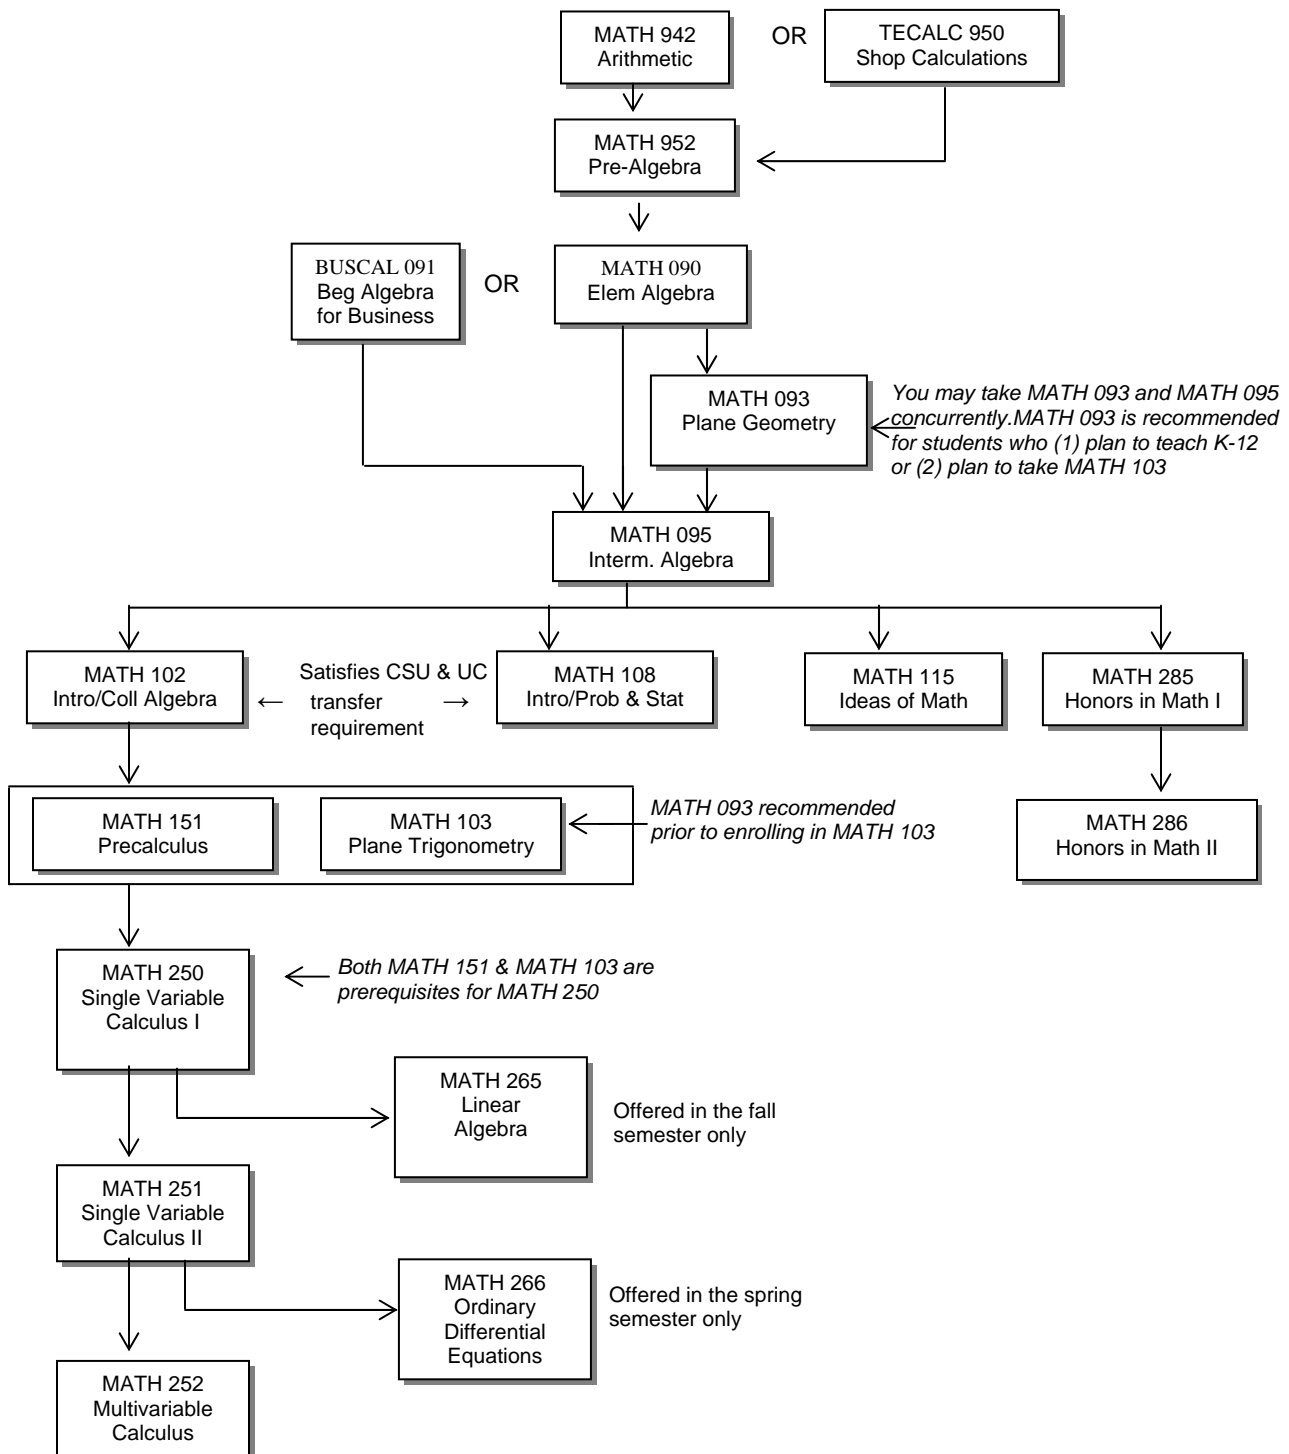 MATH 942
Arithmetic
OR
TECALC 950
Shop Calculations
MATH 952
Pre-Algebra
BUSCAL 091
Beg Algebra
for Business
OR
MATH 090
Elem Algebra
MATH 093
Plane Geometry
You may take MATH 093 and MATH 095
concurrently.MATH 093 is recommended
for students who (1) plan to teach K-12
or (2) plan to take MATH 103
MATH 095
Interm. Algebra
MATH 102
Intro/Coll Algebra
Satisfies CSU & UC
← transfer →
requirement
MATH 108
Intro/Prob & Stat
MATH 115
Ideas of Math
MATH 285
Honors in Math I
MATH 151
Precalculus
MATH 103
Plane Trigonometry
MATH 093 recommended
prior to enrolling in MATH 103
MATH 286
Honors in Math II
MATH 250
Single Variable
Calculus I
Both MATH 151 & MATH 103 are
prerequisites for MATH 250
MATH 265
Linear
Algebra
Offered in the fall
semester only
MATH 251
Single Variable
Calculus II
MATH 266
Ordinary
Differential
Equations
Offered in the spring
semester only
MATH 252
Multivariable
Calculus